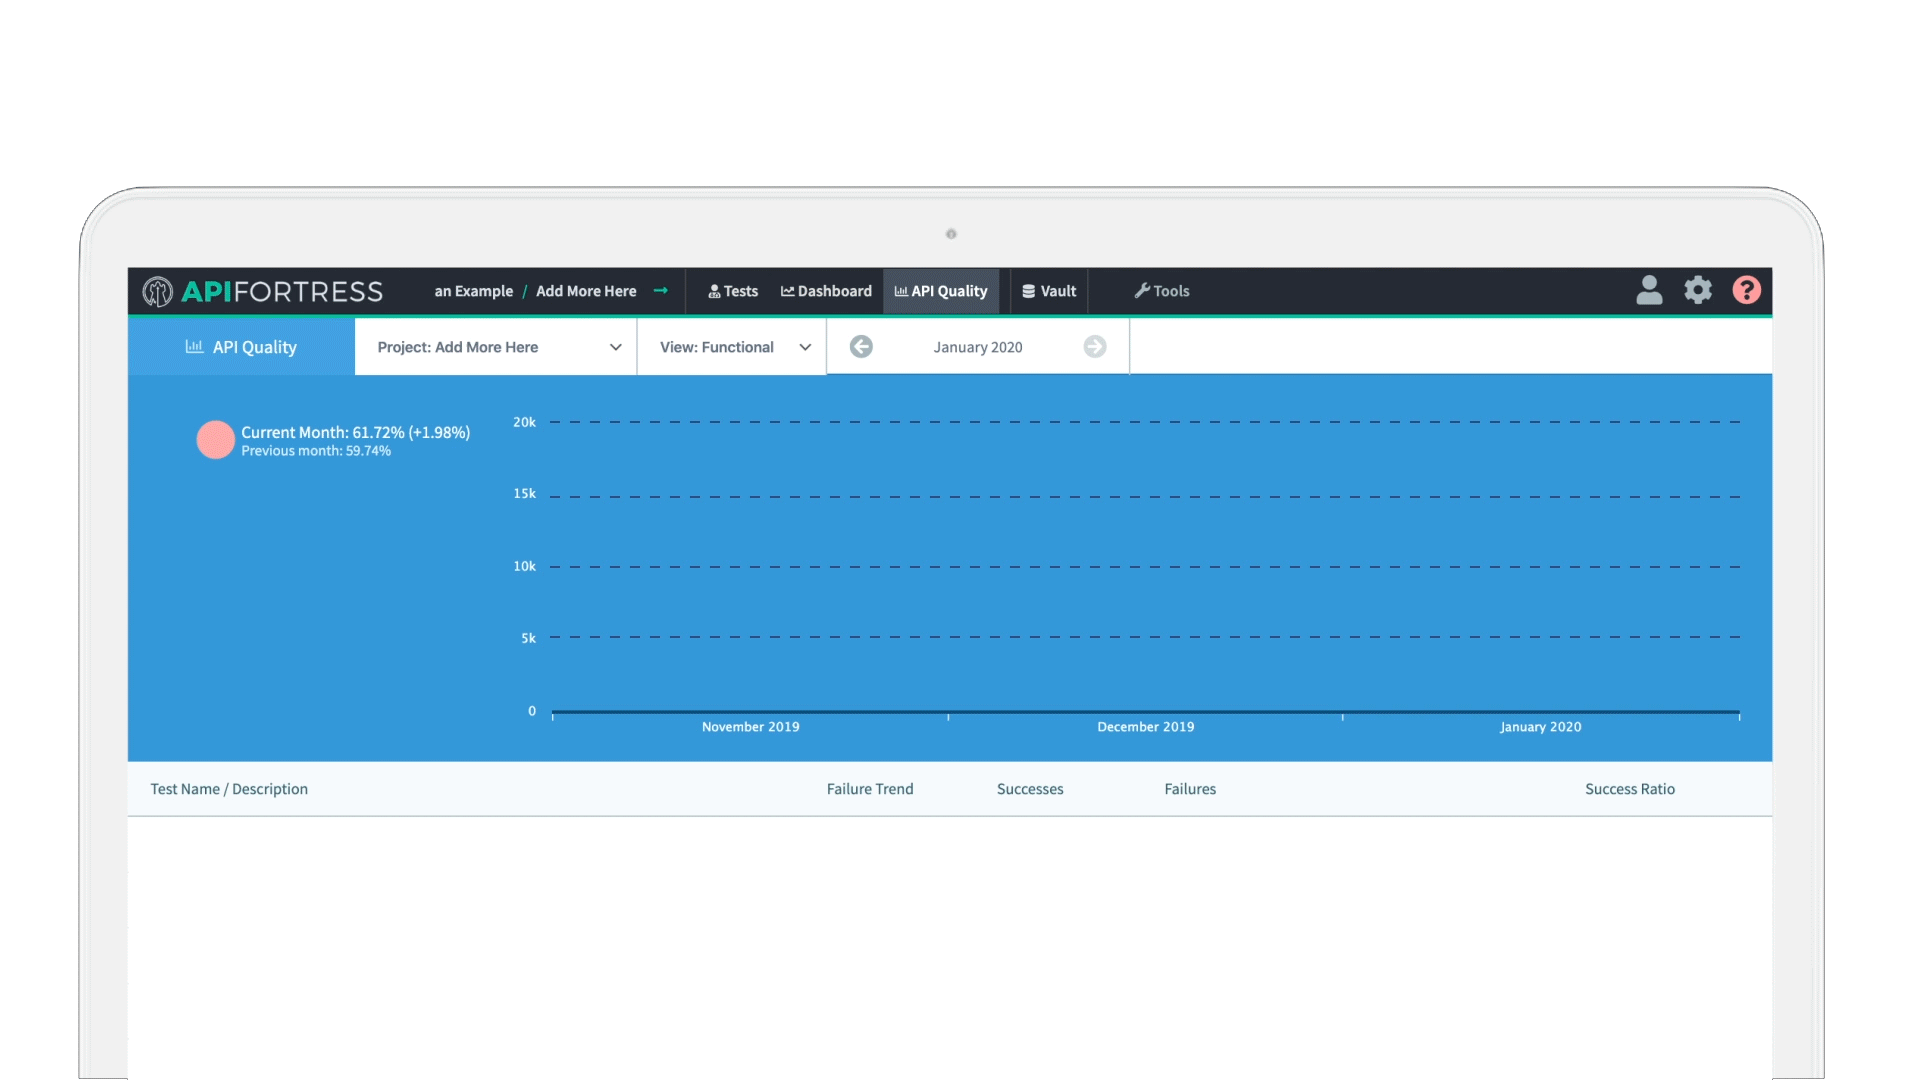 APIFORTRESS an Example / Add More Here → Tests Dashboard API Quality Vault Tools ?
API Quality Project: Add More Here View: Functional January 2020
Current Month: 61.72% (+1.98%)
Previous month: 59.74%
20k
15k
10k
5k
0
November 2019 December 2019 January 2020
Test Name / Description Failure Trend Successes Failures Success Ratio